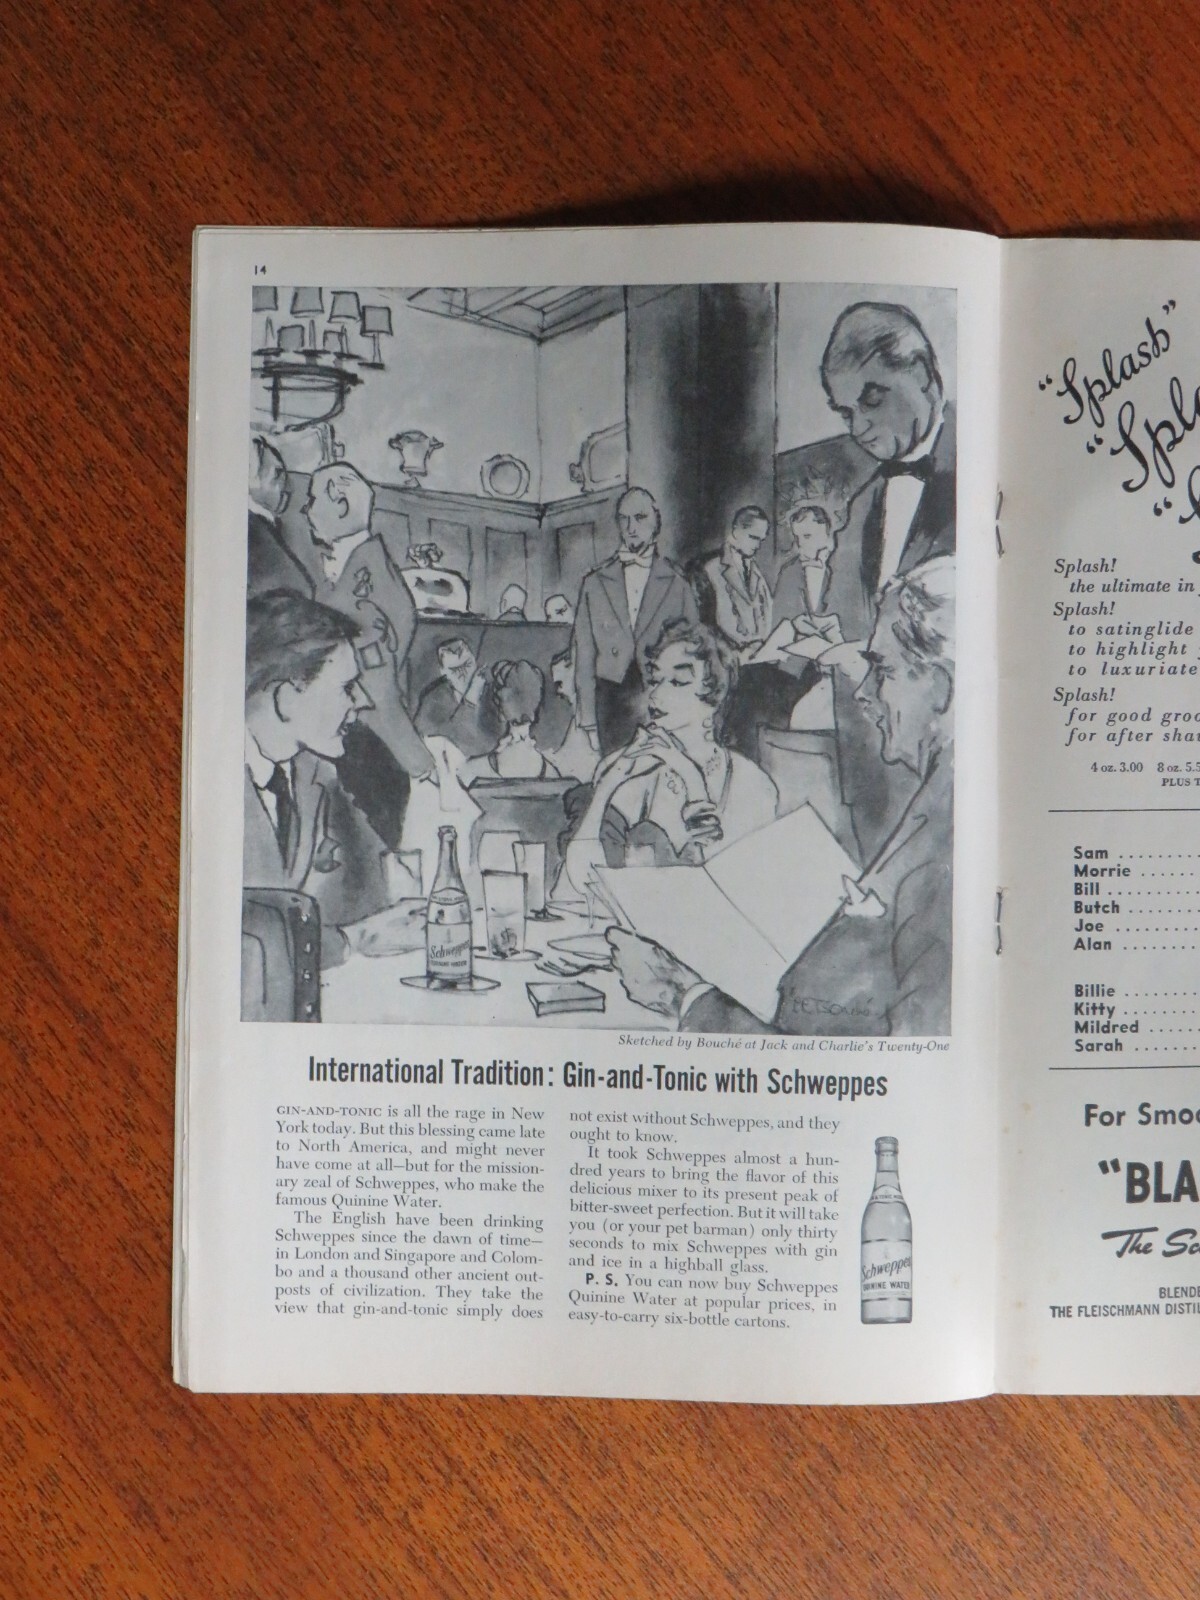 14
Schweppes
QUININE WATER
Sketched by Bouché at Jack and Charlie's Twenty-One
International Tradition: Gin-and-Tonic with Schweppes
GIN-AND-TONIC is all the rage in New
York today. But this blessing came late
to North America, and might never
have come at all—but for the mission-
ary zeal of Schweppes, who make the
famous Quinine Water.
The English have been drinking
Schweppes since the dawn of time—
in London and Singapore and Colom-
bo and a thousand other ancient out-
posts of civilization. They take the
view that gin-and-tonic simply does
not exist without Schweppes, and they
ought to know.
It took Schweppes almost a hun-
dred years to bring the flavor of this
delicious mixer to its present peak of
bitter-sweet perfection. But it will take
you (or your pet barman) only thirty
seconds to mix Schweppes with gin
and ice in a highball glass.
P. S. You can now buy Schweppes
Quinine Water at popular prices, in
easy-to-carry six-bottle cartons.
Schweppes
QUININE WATER
"Splash"
"Spla
"
Splash!
the ultimate in
Splash!
to satinglide
to highlight
to luxuriate
Splash!
for good groo
for after shav
4 oz. 3.00 8 oz. 5.5
PLUS T
Sam ..........
Morrie .......
Bill ..........
Butch ........
Joe ..........
Alan .........
Billie ........
Kitty .........
Mildred ......
Sarah ........
For Smoo
"BLA
The Sc
BLENDE
THE FLEISCHMANN DISTIL